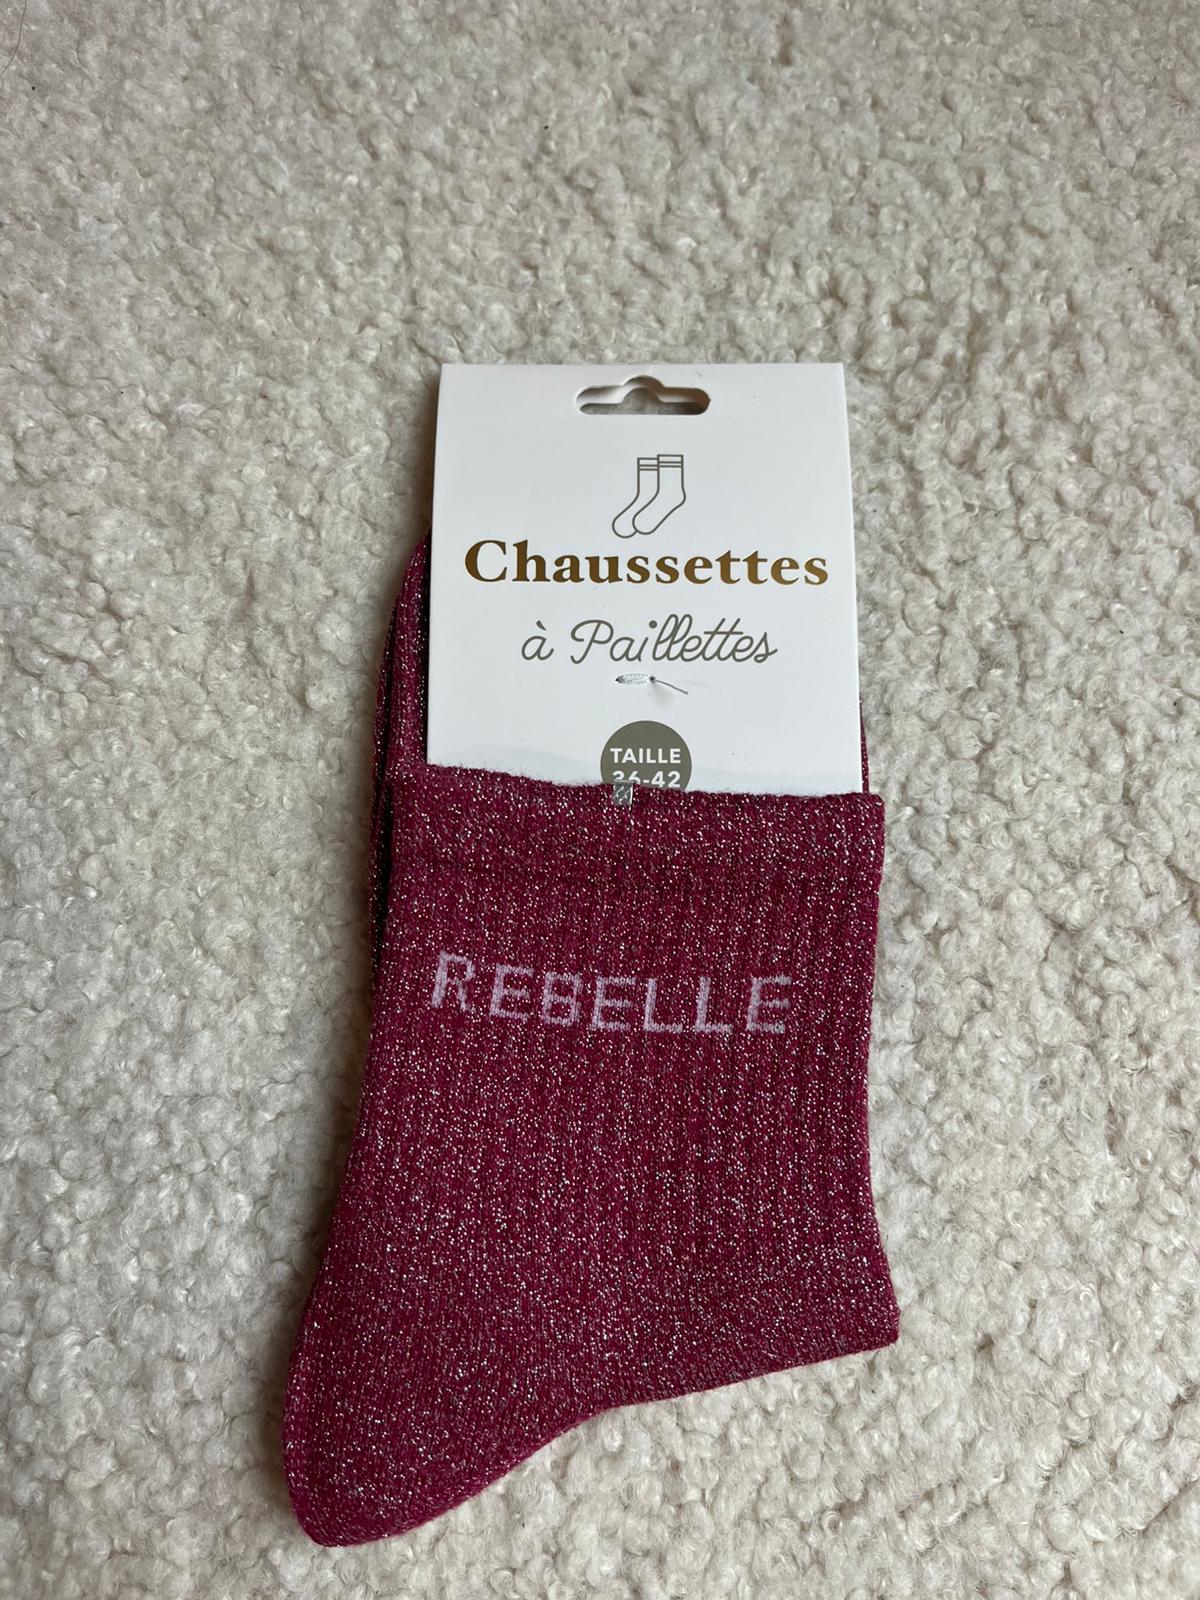 Chaussettes
à Paillettes
TAILLE
36-42
REBELLE